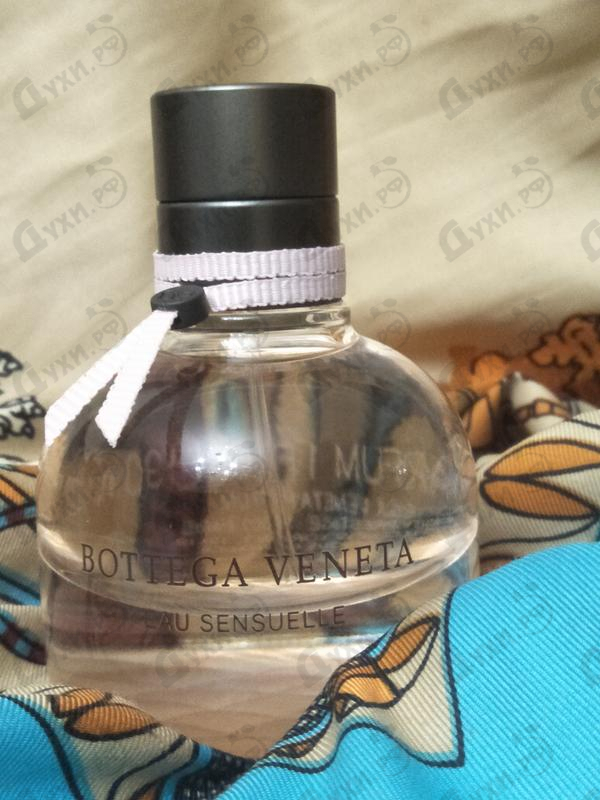 BOTTEGA VENETA
EAU SENSUELLE
Духи.рф